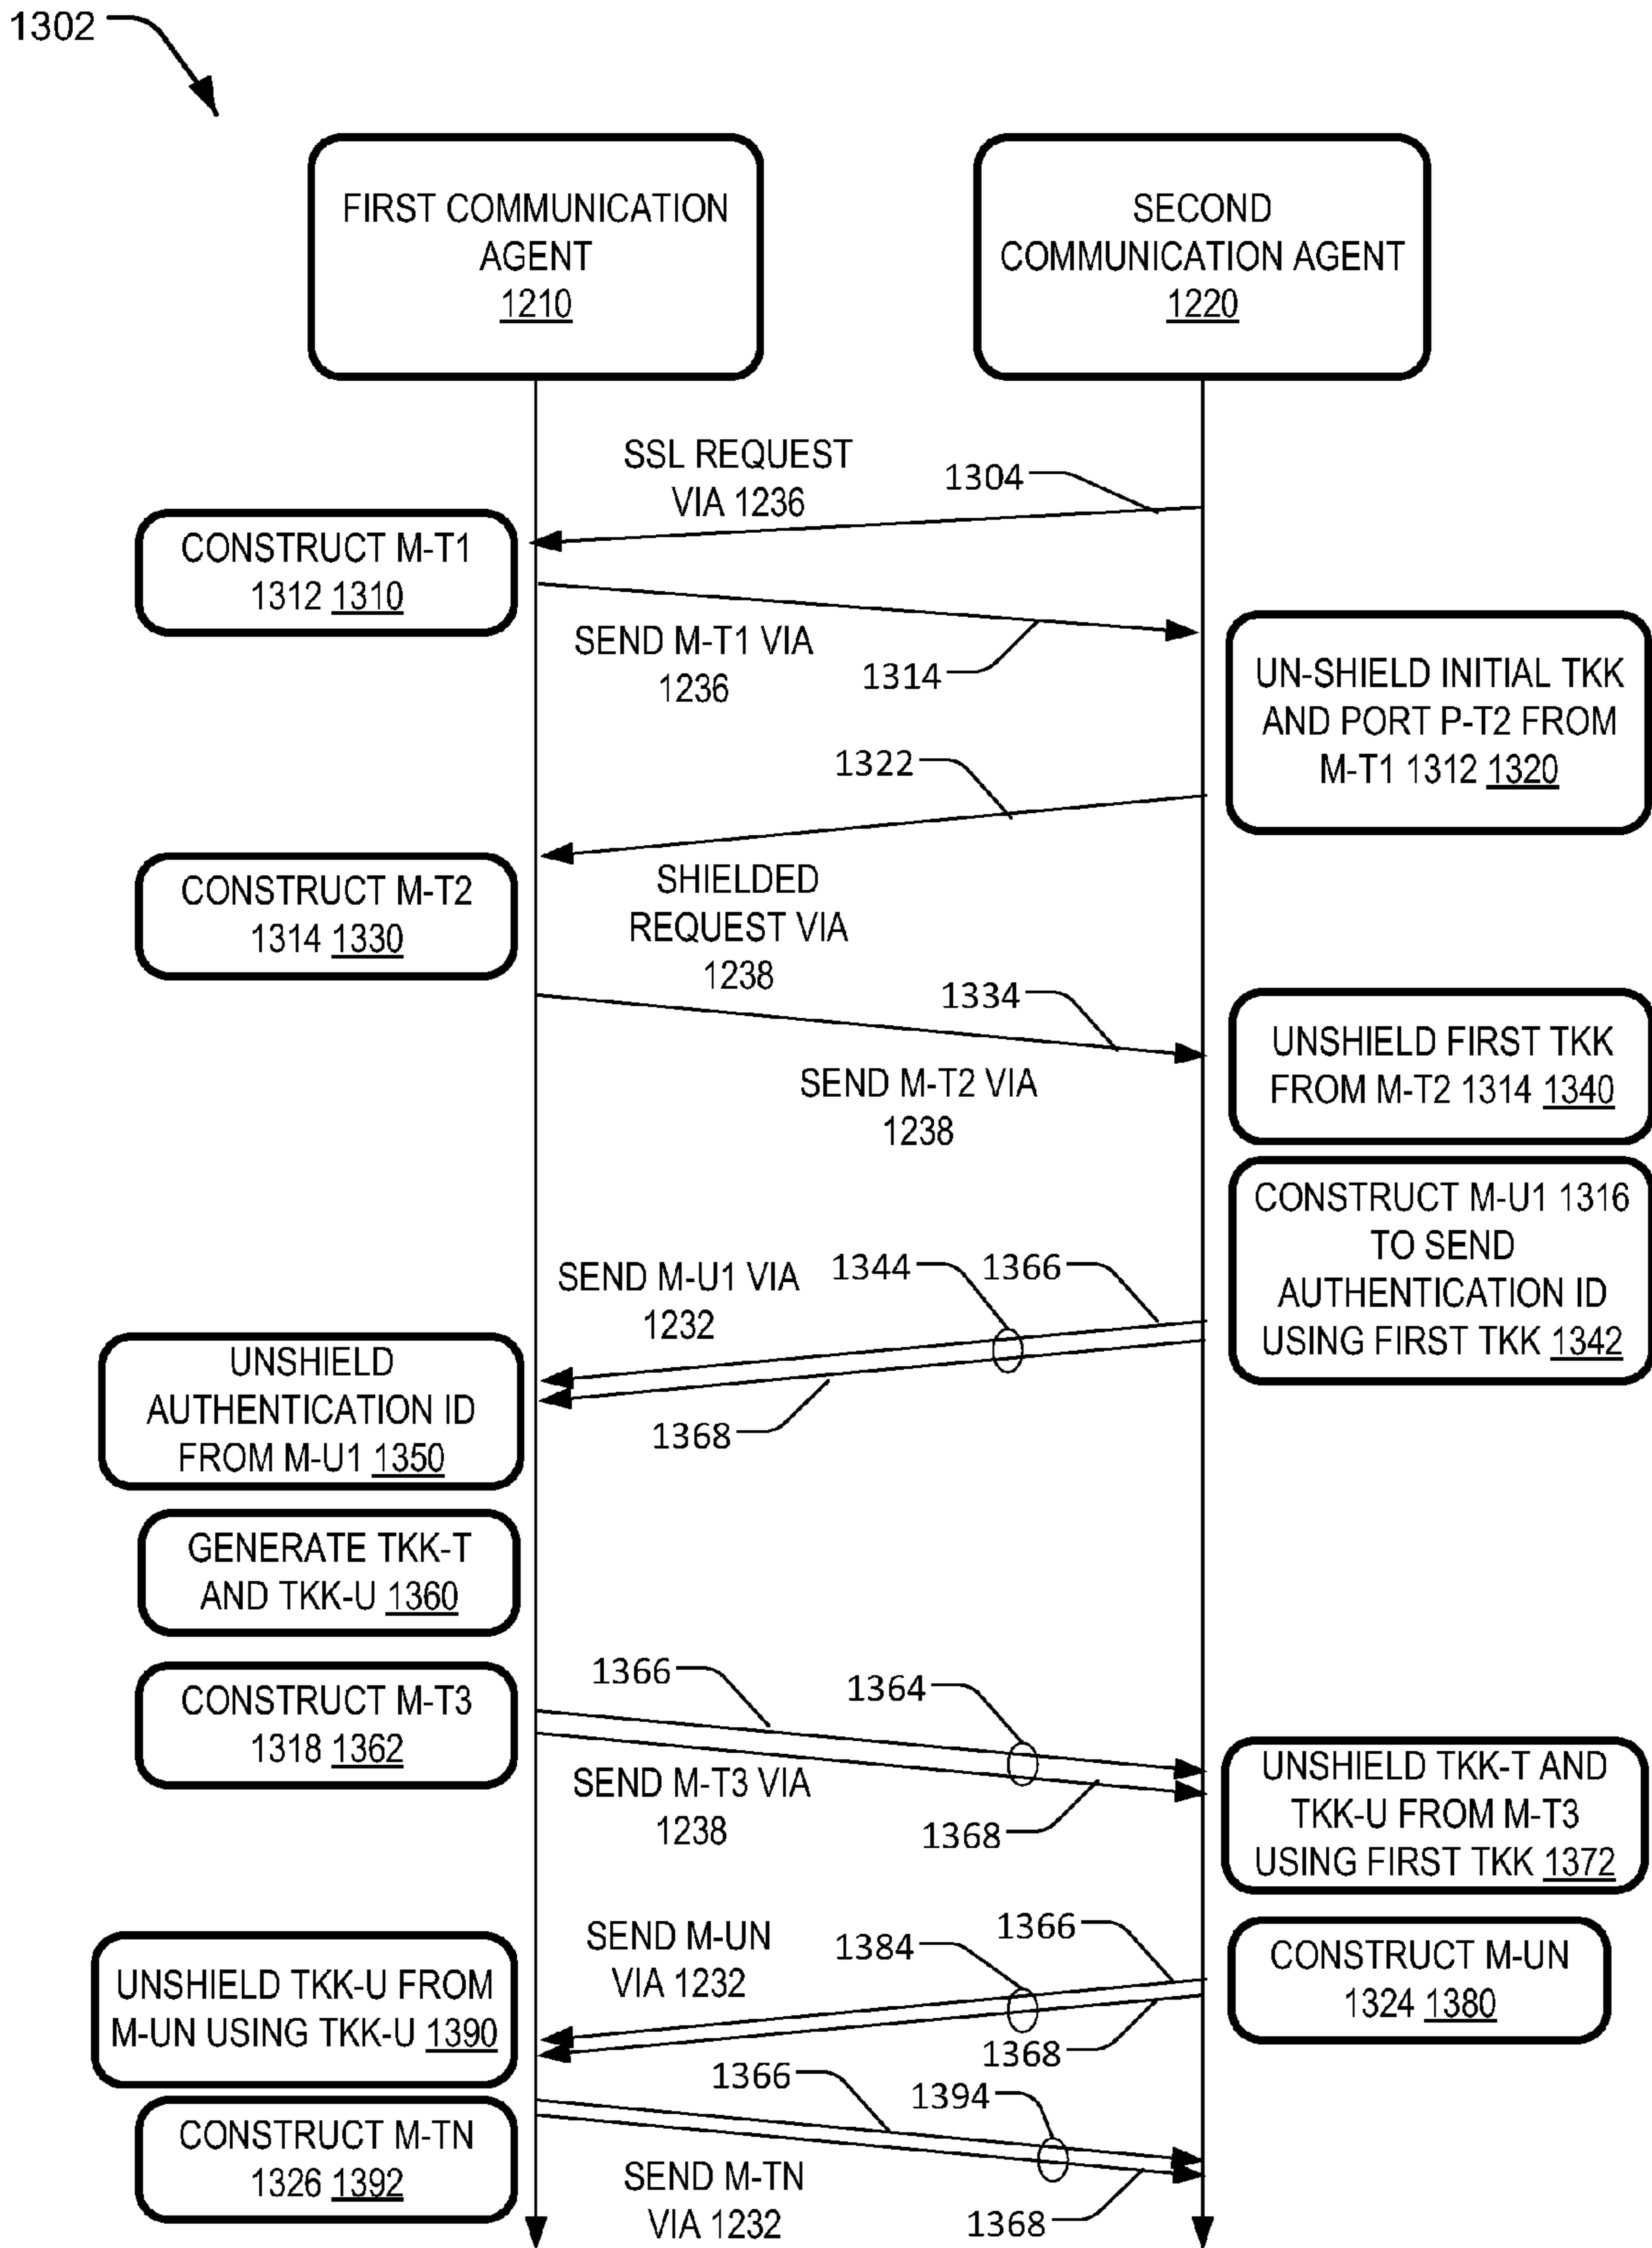 1302
FIRST COMMUNICATION
AGENT
1210
SECOND
COMMUNICATION AGENT
1220
SSL REQUEST
VIA 1236
1304
CONSTRUCT M-T1
1312 1310
SEND M-T1 VIA
1236
1314
UN-SHIELD INITIAL TKK
AND PORT P-T2 FROM
M-T1 1312 1320
1322
CONSTRUCT M-T2
1314 1330
SHIELDED
REQUEST VIA
1238
1334
SEND M-T2 VIA
1238
UNSHIELD FIRST TKK
FROM M-T2 1314 1340
CONSTRUCT M-U1 1316
TO SEND
AUTHENTICATION ID
USING FIRST TKK 1342
SEND M-U1 VIA
1232
1344
1366
1368
UNSHIELD
AUTHENTICATION ID
FROM M-U1 1350
GENERATE TKK-T
AND TKK-U 1360
CONSTRUCT M-T3
1318 1362
1366
1364
SEND M-T3 VIA
1238
1368
UNSHIELD TKK-T AND
TKK-U FROM M-T3
USING FIRST TKK 1372
SEND M-UN
VIA 1232
1384
1366
1368
CONSTRUCT M-UN
1324 1380
UNSHIELD TKK-U FROM
M-UN USING TKK-U 1390
1366
1394
CONSTRUCT M-TN
1326 1392
SEND M-TN
VIA 1232
1368